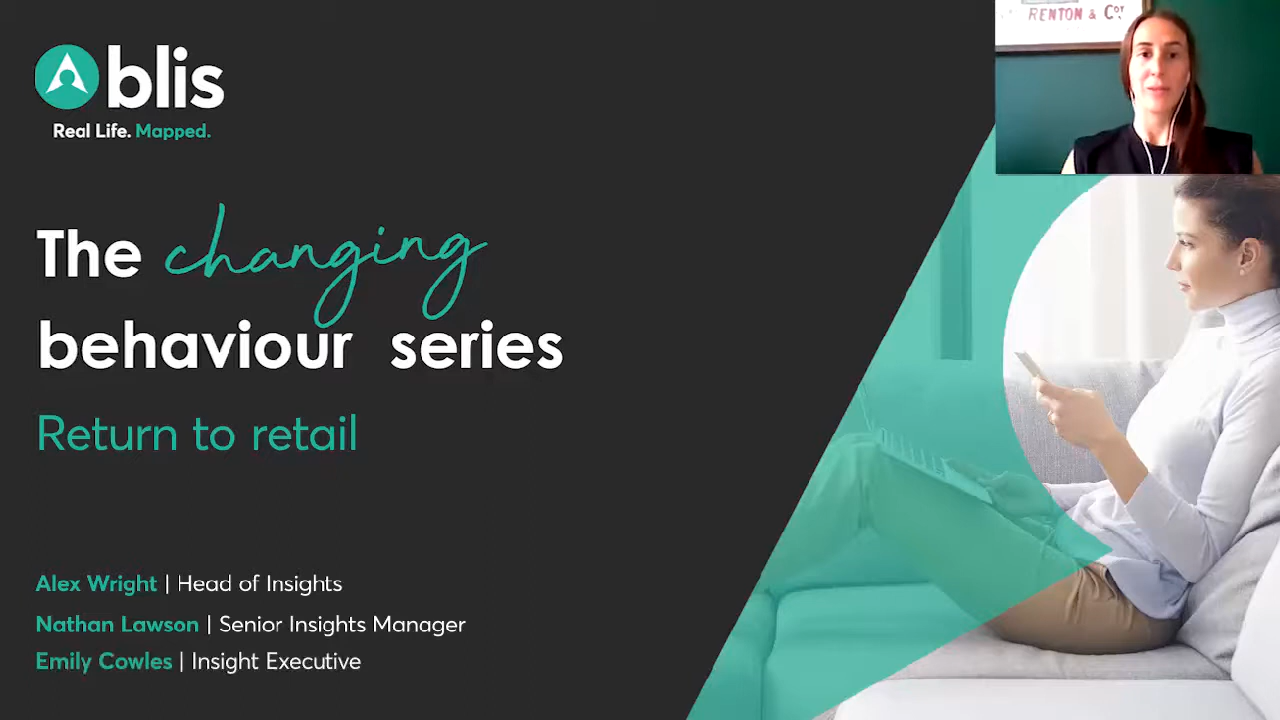 blis
Real Life. Mapped.
RENTON & Coy
The changing
behaviour series
Return to retail
Alex Wright | Head of Insights
Nathan Lawson | Senior Insights Manager
Emily Cowles | Insight Executive